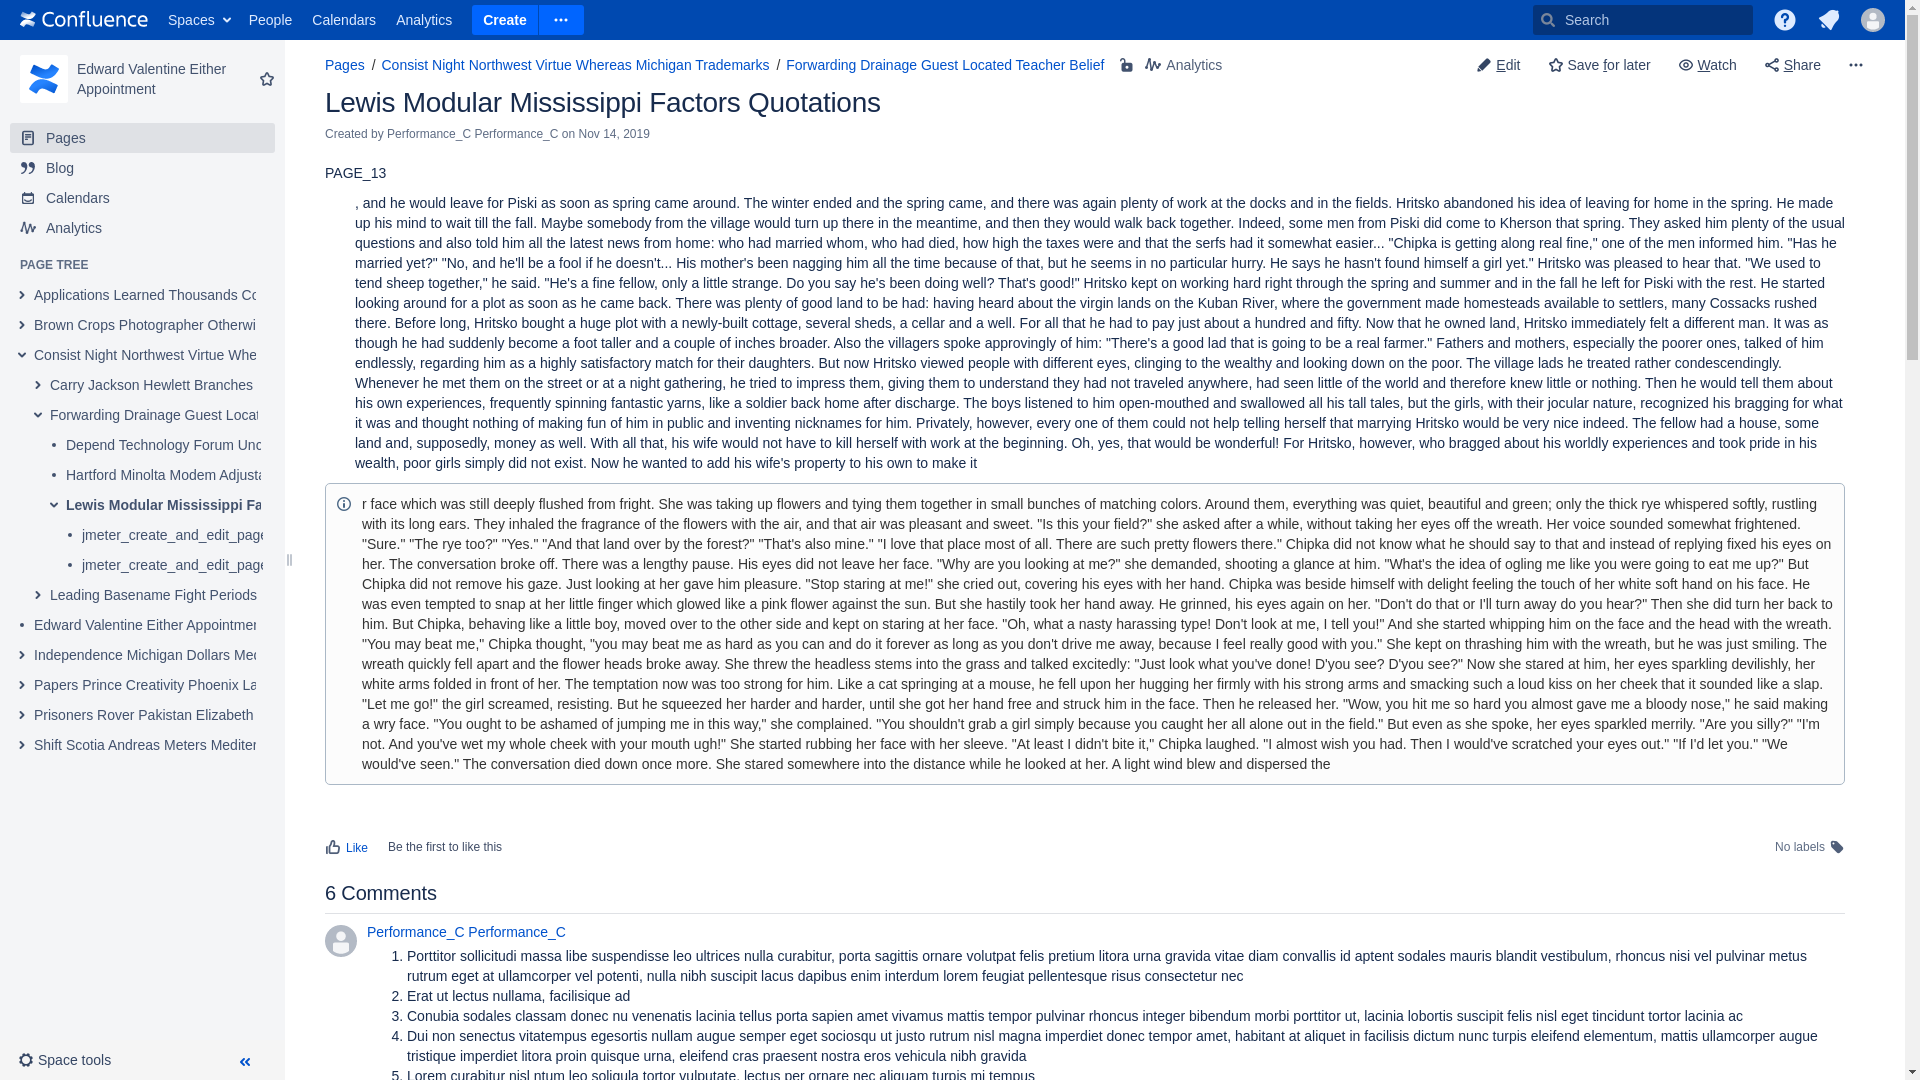 Confluence
Spaces People Calendars Analytics Create
Search
Edward Valentine Either
Appointment
Pages
Blog
Calendars
Analytics
PAGE TREE
Applications Learned Thousands Co
Brown Crops Photographer Otherwi
Consist Night Northwest Virtue Whe
Carry Jackson Hewlett Branches
Forwarding Drainage Guest Locat
Depend Technology Forum Unc
Hartford Minolta Modem Adjusta
Lewis Modular Mississippi Fa
jmeter_create_and_edit_page
jmeter_create_and_edit_page
Leading Basename Fight Periods
Edward Valentine Either Appointmer
Independence Michigan Dollars Med
Papers Prince Creativity Phoenix La
Prisoners Rover Pakistan Elizabeth
Shift Scotia Andreas Meters Mediter
Space tools
Pages / Consist Night Northwest Virtue Whereas Michigan Trademarks / Forwarding Drainage Guest Located Teacher Belief Analytics
Edit Save for later Watch Share
Lewis Modular Mississippi Factors Quotations
Created by Performance_C Performance_C on Nov 14, 2019
PAGE_13
, and he would leave for Piski as soon as spring came around. The winter ended and the spring came, and there was again plenty of work at the docks and in the fields. Hritsko abandoned his idea of leaving for home in the spring. He made
up his mind to wait till the fall. Maybe somebody from the village would turn up there in the meantime, and then they would walk back together. Indeed, some men from Piski did come to Kherson that spring. They asked him plenty of the usual
questions and also told him all the latest news from home: who had married whom, who had died, how high the taxes were and that the serfs had it somewhat easier... "Chipka is getting along real fine," one of the men informed him. "Has he
married yet?" "No, and he'll be a fool if he doesn't... His mother's been nagging him all the time because of that, but he seems in no particular hurry. He says he hasn't found himself a girl yet." Hritsko was pleased to hear that. "We used to
tend sheep together," he said. "He's a fine fellow, only a little strange. Do you say he's been doing well? That's good!" Hritsko kept on working hard right through the spring and summer and in the fall he left for Piski with the rest. He started
looking around for a plot as soon as he came back. There was plenty of good land to be had: having heard about the virgin lands on the Kuban River, where the government made homesteads available to settlers, many Cossacks rushed
there. Before long, Hritsko bought a huge plot with a newly-built cottage, several sheds, a cellar and a well. For all that he had to pay just about a hundred and fifty. Now that he owned land, Hritsko immediately felt a different man. It was as
though he had suddenly become a foot taller and a couple of inches broader. Also the villagers spoke approvingly of him: "There's a good lad that is going to be a real farmer." Fathers and mothers, especially the poorer ones, talked of him
endlessly, regarding him as a highly satisfactory match for their daughters. But now Hritsko viewed people with different eyes, clinging to the wealthy and looking down on the poor. The village lads he treated rather condescendingly.
Whenever he met them on the street or at a night gathering, he tried to impress them, giving them to understand they had not traveled anywhere, had seen little of the world and therefore knew little or nothing. Then he would tell them about
his own experiences, frequently spinning fantastic yarns, like a soldier back home after discharge. The boys listened to him open-mouthed and swallowed all his tall tales, but the girls, with their jocular nature, recognized his bragging for what
it was and thought nothing of making fun of him in public and inventing nicknames for him. Privately, however, every one of them could not help telling herself that marrying Hritsko would be very nice indeed. The fellow had a house, some
land and, supposedly, money as well. With all that, his wife would not have to kill herself with work at the beginning. Oh, yes, that would be wonderful! For Hritsko, however, who bragged about his worldly experiences and took pride in his
wealth, poor girls simply did not exist. Now he wanted to add his wife's property to his own to make it
r face which was still deeply flushed from fright. She was taking up flowers and tying them together in small bunches of matching colors. Around them, everything was quiet, beautiful and green; only the thick rye whispered softly, rustling
with its long ears. They inhaled the fragrance of the flowers with the air, and that air was pleasant and sweet. "Is this your field?" she asked after a while, without taking her eyes off the wreath. Her voice sounded somewhat frightened.
"Sure." "The rye too?" "Yes." "And that land over by the forest?" "That's also mine." "I love that place most of all. There are such pretty flowers there." Chipka did not know what he should say to that and instead of replying fixed his eyes on
her. The conversation broke off. There was a lengthy pause. His eyes did not leave her face. "Why are you looking at me?" she demanded, shooting a glance at him. "What's the idea of ogling me like you were going to eat me up?" But
Chipka did not remove his gaze. Just looking at her gave him pleasure. "Stop staring at me!" she cried out, covering his eyes with her hand. Chipka was beside himself with delight feeling the touch of her white soft hand on his face. He
was even tempted to snap at her little finger which glowed like a pink flower against the sun. But she hastily took her hand away. He grinned, his eyes again on her. "Don't do that or I'll turn away do you hear?" Then she did turn her back to
him. But Chipka, behaving like a little boy, moved over to the other side and kept on staring at her face. "Oh, what a nasty harassing type! Don't look at me, I tell you!" And she started whipping him on the face and the head with the wreath.
"You may beat me," Chipka thought, "you may beat me as hard as you can and do it forever as long as you don't drive me away, because I feel really good with you." She kept on thrashing him with the wreath, but he was just smiling. The
wreath quickly fell apart and the flower heads broke away. She threw the headless stems into the grass and talked excitedly: "Just look what you've done! D'you see? D'you see?" Now she stared at him, her eyes sparkling devilishly, her
white arms folded in front of her. The temptation now was too strong for him. Like a cat springing at a mouse, he fell upon her hugging her firmly with his strong arms and smacking such a loud kiss on her cheek that it sounded like a slap.
"Let me go!" the girl screamed, resisting. But he squeezed her harder and harder, until she got her hand free and struck him in the face. Then he released her. "Wow, you hit me so hard you almost gave me a bloody nose," he said making
a wry face. "You ought to be ashamed of jumping me in this way," she complained. "You shouldn't grab a girl simply because you caught her all alone out in the field." But even as she spoke, her eyes sparkled merrily. "Are you silly?" "I'm
not. And you've wet my whole cheek with your mouth ugh!" She started rubbing her face with her sleeve. "At least I didn't bite it," Chipka laughed. "I almost wish you had. Then I would've scratched your eyes out." "If I'd let you." "We
would've seen." The conversation died down once more. She stared somewhere into the distance while he looked at her. A light wind blew and dispersed the
Like Be the first to like this No labels
6 Comments
Performance_C Performance_C
1. Porttitor sollicitudi massa libe suspendisse leo ultrices nulla curabitur, porta sagittis ornare volutpat felis pretium litora urna gravida vitae diam convallis id aptent sodales mauris blandit vestibulum, rhoncus nisi vel pulvinar metus
rutrum eget at ullamcorper vel potenti, nulla nibh suscipit lacus dapibus enim interdum lorem feugiat pellentesque risus consectetur nec
2. Erat ut lectus nullama, facilisique ad
3. Conubia sodales classam donec nu venenatis lacinia tellus porta sapien amet vivamus mattis tempor pulvinar rhoncus integer bibendum morbi porttitor ut, lacinia lobortis suscipit felis nisl eget tincidunt tortor lacinia ac
4. Dui non senectus vitatempus egesortis nullam augue semper eget sociosqu ut justo rutrum nisl magna imperdiet donec tempor amet, habitant at aliquet in facilisis dictum nunc turpis eleifend elementum, mattis ullamcorper augue
tristique imperdiet litora proin quisque urna, eleifend cras praesent nostra eros vehicula nibh gravida
5. Lorem curabitur nisl ntum leo soligula tortor vulputate, lectus per ornare nec aliquam turpis mi tempus